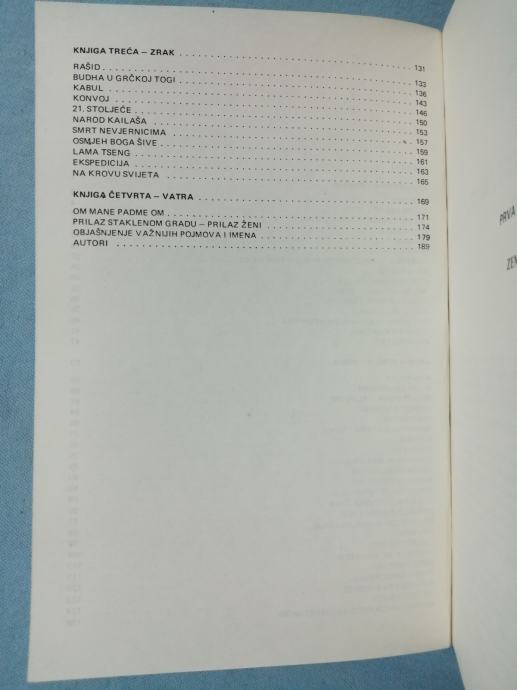 KNJIGA TREĆA – ZRAK . . . . . . . . . . . . . . . . . . . . . . . . . . . . . . 131
RAŠID . . . . . . . . . . . . . . . . . . . . . . . . . . . . . . 133
BUDHA U GRČKOJ TOGI . . . . . . . . . . . . . . . . . . . . . . . . . . . . . . 136
KABUL . . . . . . . . . . . . . . . . . . . . . . . . . . . . . . 143
KONVOJ . . . . . . . . . . . . . . . . . . . . . . . . . . . . . . 146
21. STOLJEĆE . . . . . . . . . . . . . . . . . . . . . . . . . . . . . . 150
NAROD KAILAŠA . . . . . . . . . . . . . . . . . . . . . . . . . . . . . . 153
SMRT NEVJERNICIMA . . . . . . . . . . . . . . . . . . . . . . . . . . . . . . 157
OSMJEH BOGA ŠIVE . . . . . . . . . . . . . . . . . . . . . . . . . . . . . . 159
LAMA TSENG . . . . . . . . . . . . . . . . . . . . . . . . . . . . . . 161
EKSPEDICIJA . . . . . . . . . . . . . . . . . . . . . . . . . . . . . . 163
NA KROVU SVIJETA . . . . . . . . . . . . . . . . . . . . . . . . . . . . . . 165
KNJIGA ČETVRTA – VATRA . . . . . . . . . . . . . . . . . . . . . . . . . . . . . . 169
OM MANE PADME OM . . . . . . . . . . . . . . . . . . . . . . . . . . . . . . 171
PRILAZ STAKLENOM GRADU – PRILAZ ŽENI . . . . . . . . . . . . . . . . . . . . 174
OBJAŠNJENJE VAŽNIJIH POJMOVA I IMENA . . . . . . . . . . . . . . . . . . . . 179
AUTORI . . . . . . . . . . . . . . . . . . . . . . . . . . . . . . 189
PRVA